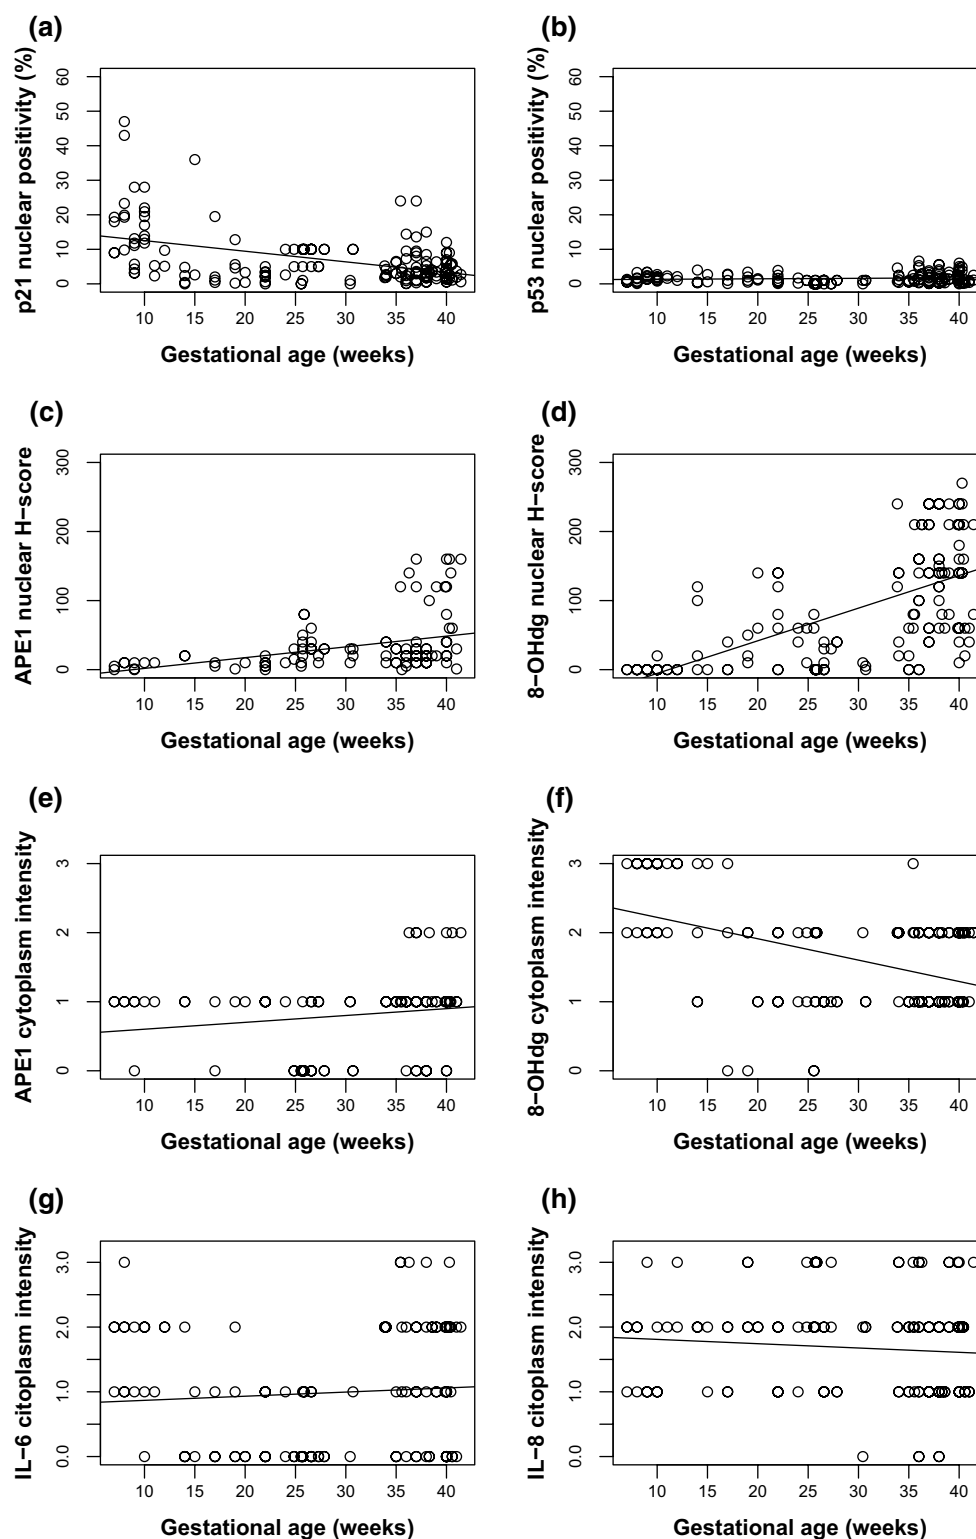 (a)
p21 nuclear positivity (%)
0 10 20 30 40 50 60
10 15 20 25 30 35 40
Gestational age (weeks)
(b)
p53 nuclear positivity (%)
0 10 20 30 40 50 60
10 15 20 25 30 35 40
Gestational age (weeks)
(c)
APE1 nuclear H−score
0 100 200 300
10 15 20 25 30 35 40
Gestational age (weeks)
(d)
8−OHdg nuclear H−score
0 100 200 300
10 15 20 25 30 35 40
Gestational age (weeks)
(e)
APE1 cytoplasm intensity
0 1 2 3
10 15 20 25 30 35 40
Gestational age (weeks)
(f)
8−OHdg cytoplasm intensity
0 1 2 3
10 15 20 25 30 35 40
Gestational age (weeks)
(g)
IL−6 citoplasm intensity
0.0 1.0 2.0 3.0
10 15 20 25 30 35 40
Gestational age (weeks)
(h)
IL−8 citoplasm intensity
0.0 1.0 2.0 3.0
10 15 20 25 30 35 40
Gestational age (weeks)